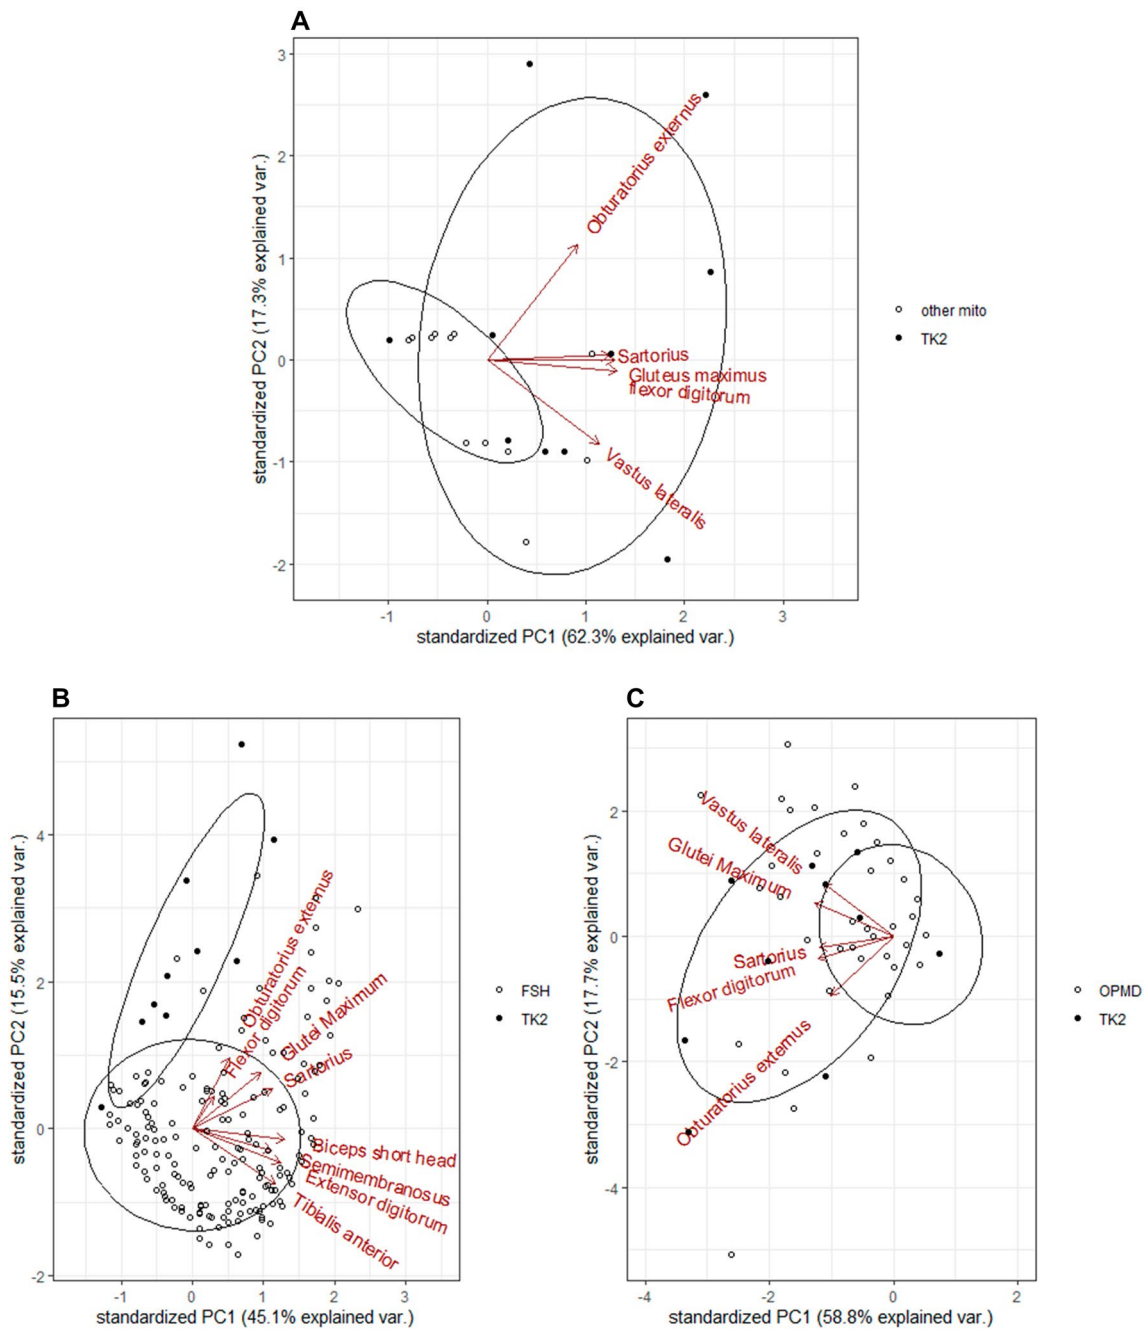 A
3
2
1
0
-1
-2
standardized PC2 (17.3% explained var.)
Obturatorius externus
Sartorius
Gluteus maximus
flexor digitorum
Vastus lateralis
other mito
TK2
-1 0 1 2 3
standardized PC1 (62.3% explained var.)
B
4
2
0
-2
standardized PC2 (15.5% explained var.)
Obturatorius externus
Flexor digitorum
Glutei Maximum
Sartorius
Biceps short head
Semimembranosus
Extensor digitorum
Tibialis anterior
FSH
TK2
-1 0 1 2 3
standardized PC1 (45.1% explained var.)
C
2
0
-2
-4
standardized PC2 (17.7% explained var.)
Vastus lateralis
Glutei Maximum
Sartorius
Flexor digitorum
Obturatorius externus
OPMD
TK2
-4 -2 0 2
standardized PC1 (58.8% explained var.)